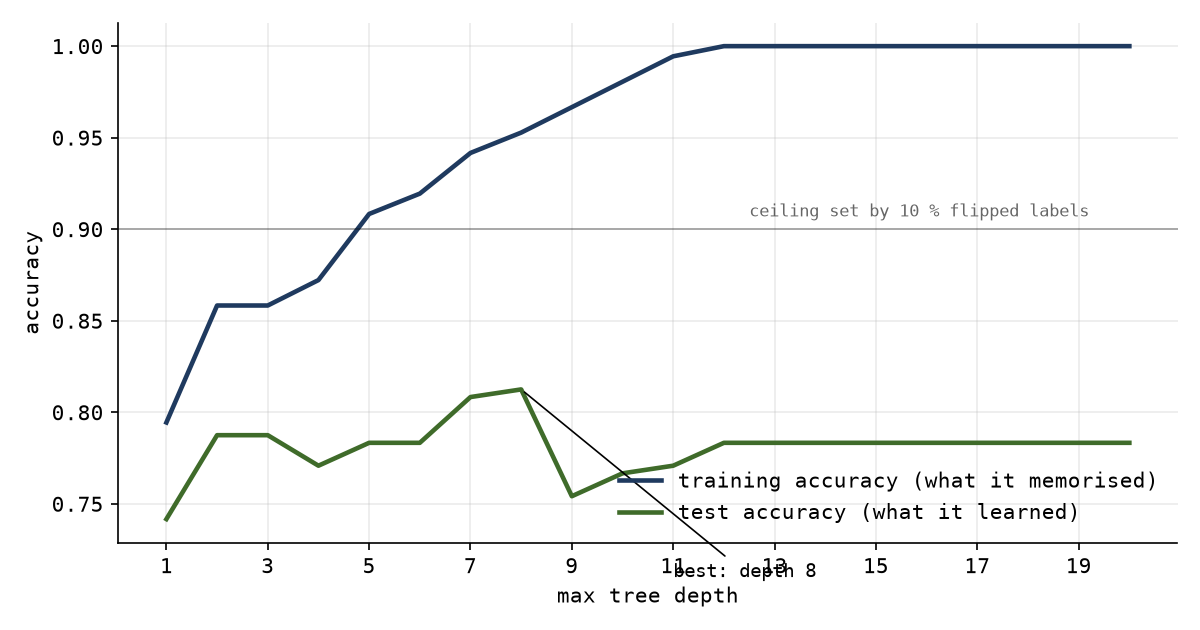 1.00
0.95
ceiling set by 10 % flipped labels
0.90
accuracy
0.85
0.80
training accuracy (what it memorised)
0.75
test accuracy (what it learned)
1 3 5 7 9 11 13 15 17 19
best: depth 8
max tree depth